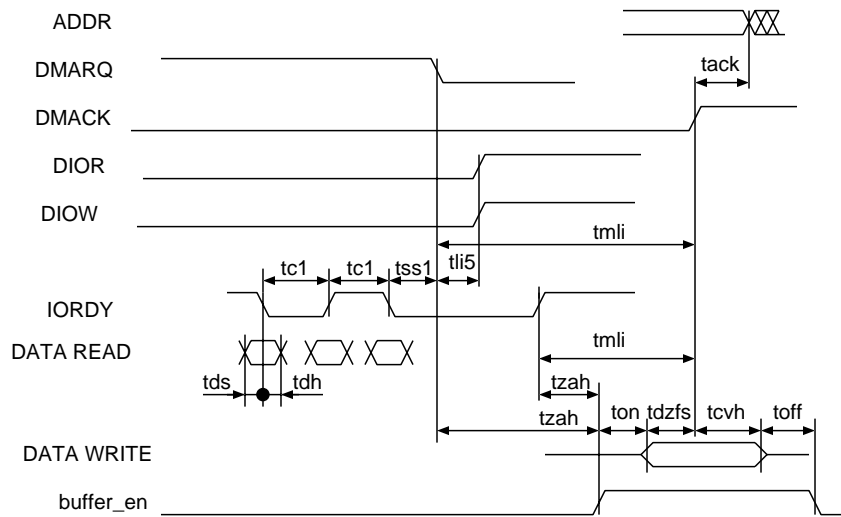 ADDR
DMARQ
tack
DMACK
DIOR
DIOW
tmli
tc1 tc1 tss1 tli5
IORDY
DATA READ
tmli
tds tdh
tzah
tzah ton tdzfs tcvh toff
DATA WRITE
buffer_en